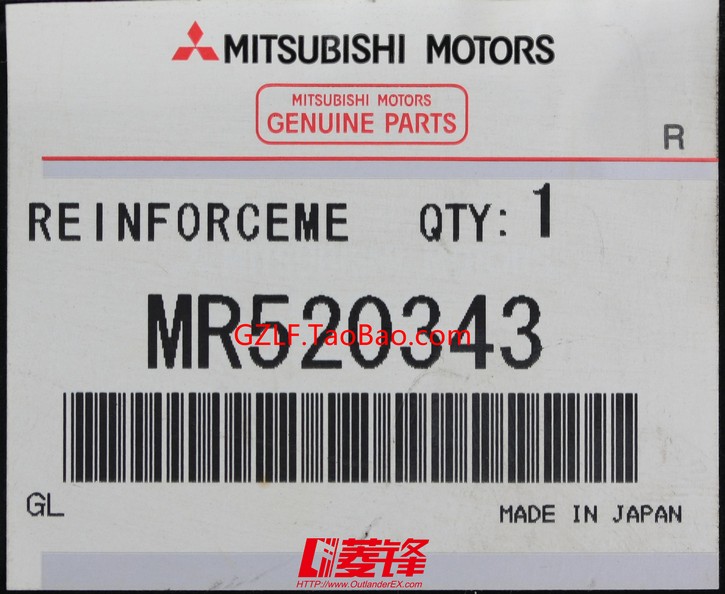 MITSUBISHI MOTORS
MITSUBISHI MOTORS
GENUINE PARTS
R
REINFORCEME QTY: 1
MR520343
GZLF.TaoBao.com
GL
MADE IN JAPAN
菱锋
HTTP://www.OutlanderEX.com